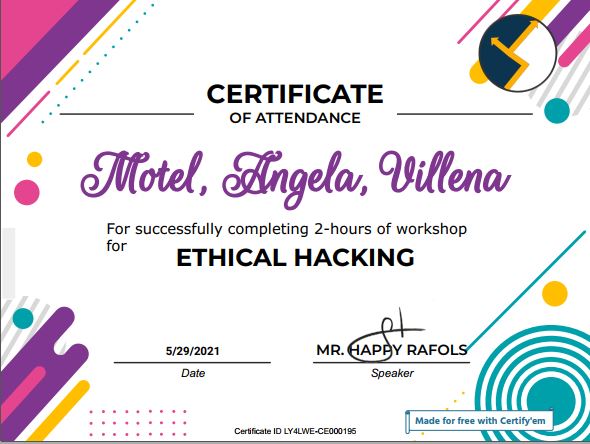 CERTIFICATE
OF ATTENDANCE
Motel, Angela, Villena
For successfully completing 2-hours of workshop
for
ETHICAL HACKING
5/29/2021
Date
MR. HAPPY RAFOLS
Speaker
Certificate ID LY4LWE-CE000195
Made for free with Certify'em